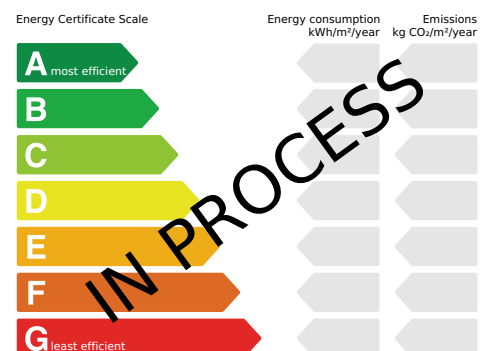 Energy Certificate Scale
Energy consumption
kWh/m²/year
Emissions
kg CO₂/m²/year
A most efficient
B
C
D
E
F
G least efficient
IN PROCESS